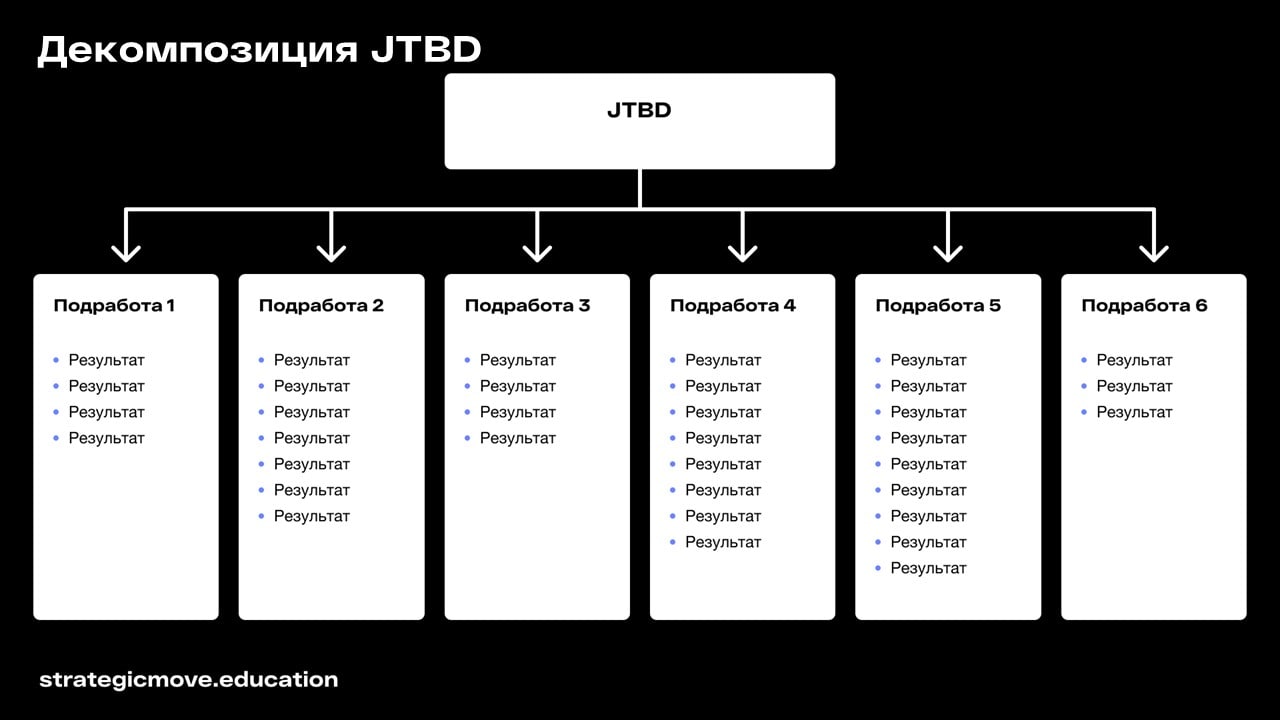 Декомпозиция JTBD
JTBD
Подработа 1
Результат
Результат
Результат
Результат
Подработа 2
Результат
Результат
Результат
Результат
Результат
Результат
Результат
Подработа 3
Результат
Результат
Результат
Результат
Подработа 4
Результат
Результат
Результат
Результат
Результат
Результат
Результат
Результат
Подработа 5
Результат
Результат
Результат
Результат
Результат
Результат
Результат
Результат
Результат
Подработа 6
Результат
Результат
Результат
strategicmove.education